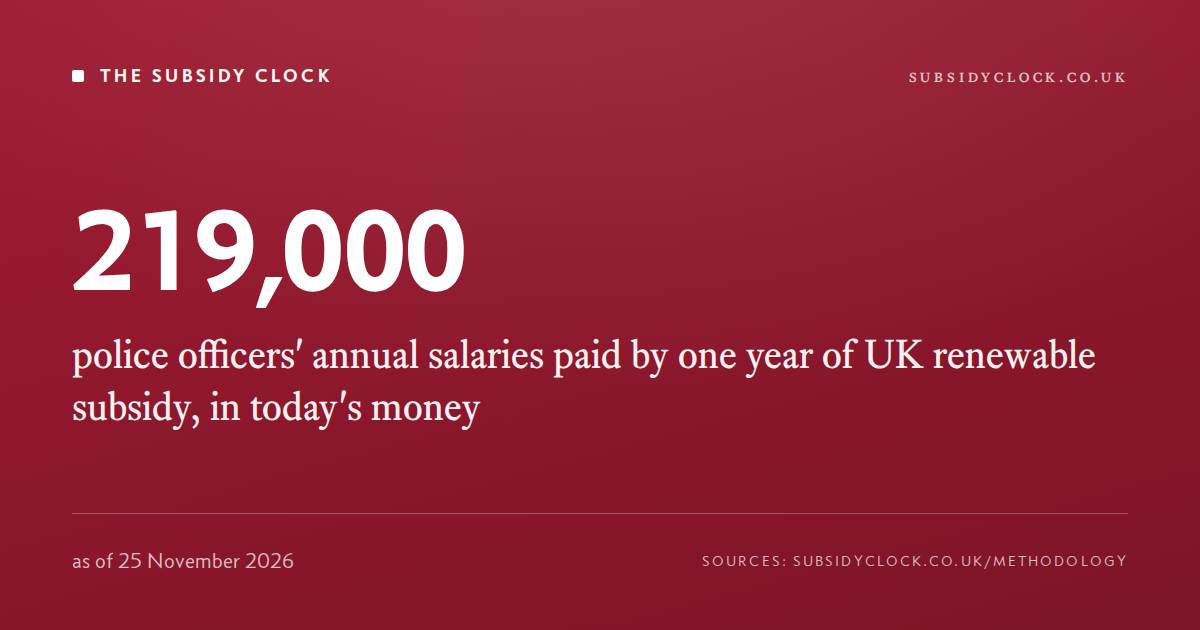 THE SUBSIDY CLOCK
SUBSIDYCLOCK.CO.UK
219,000
police officers' annual salaries paid by one year of UK renewable
subsidy, in today's money
as of 25 November 2026
SOURCES: SUBSIDYCLOCK.CO.UK/METHODOLOGY